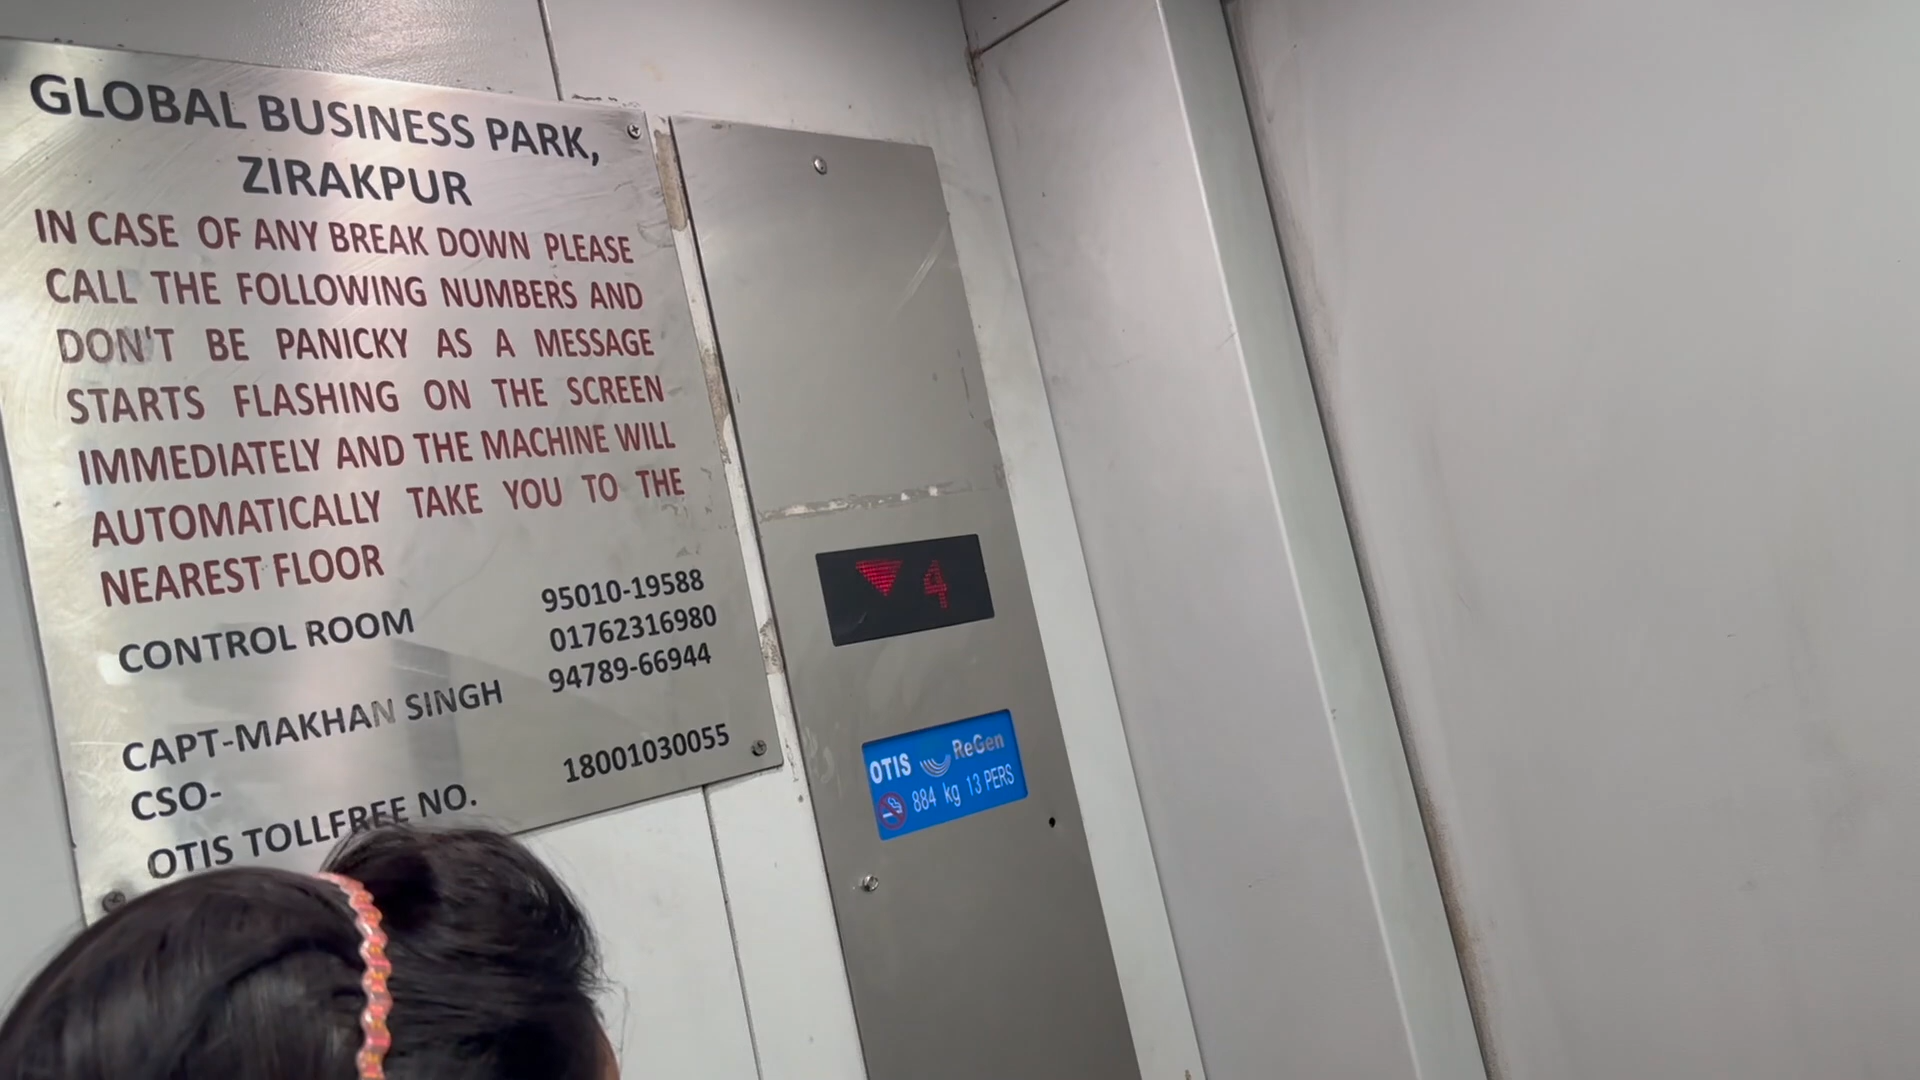 GLOBAL BUSINESS PARK,
ZIRAKPUR
IN CASE OF ANY BREAK DOWN PLEASE
CALL THE FOLLOWING NUMBERS AND
DON'T BE PANICKY AS A MESSAGE
STARTS FLASHING ON THE SCREEN
IMMEDIATELY AND THE MACHINE WILL
AUTOMATICALLY TAKE YOU TO THE
NEAREST FLOOR
CONTROL ROOM 95010-19588
01762316980
CAPT-MAKHAN SINGH 94789-66944
CSO-
OTIS TOLLFREE NO. 18001030055
4
OTIS ReGen
884 kg 13 PERS